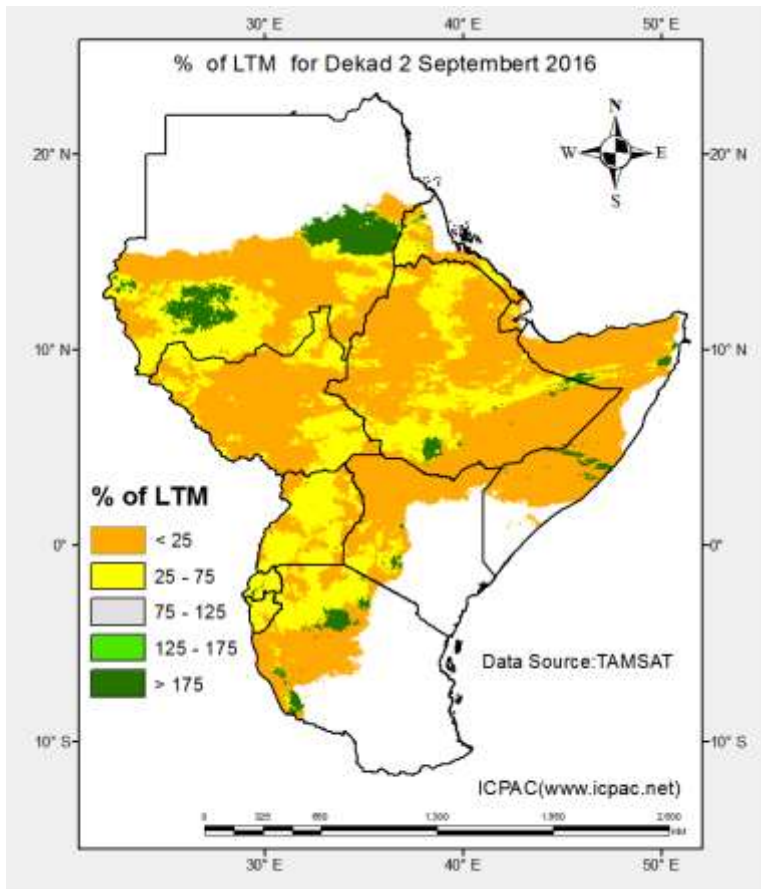 30° E 40° E 50° E
% of LTM for Dekad 2 Septembert 2016
N
W E
S
20° N 20° N
10° N 10° N
% of LTM
< 25
0° 0°
25 - 75
75 - 125
125 - 175
> 175
Data Source:TAMSAT
10° S 10° S
ICPAC(www.icpac.net)
0 325 650 1,300 1,950 2,600
30° E 40° E 50° E